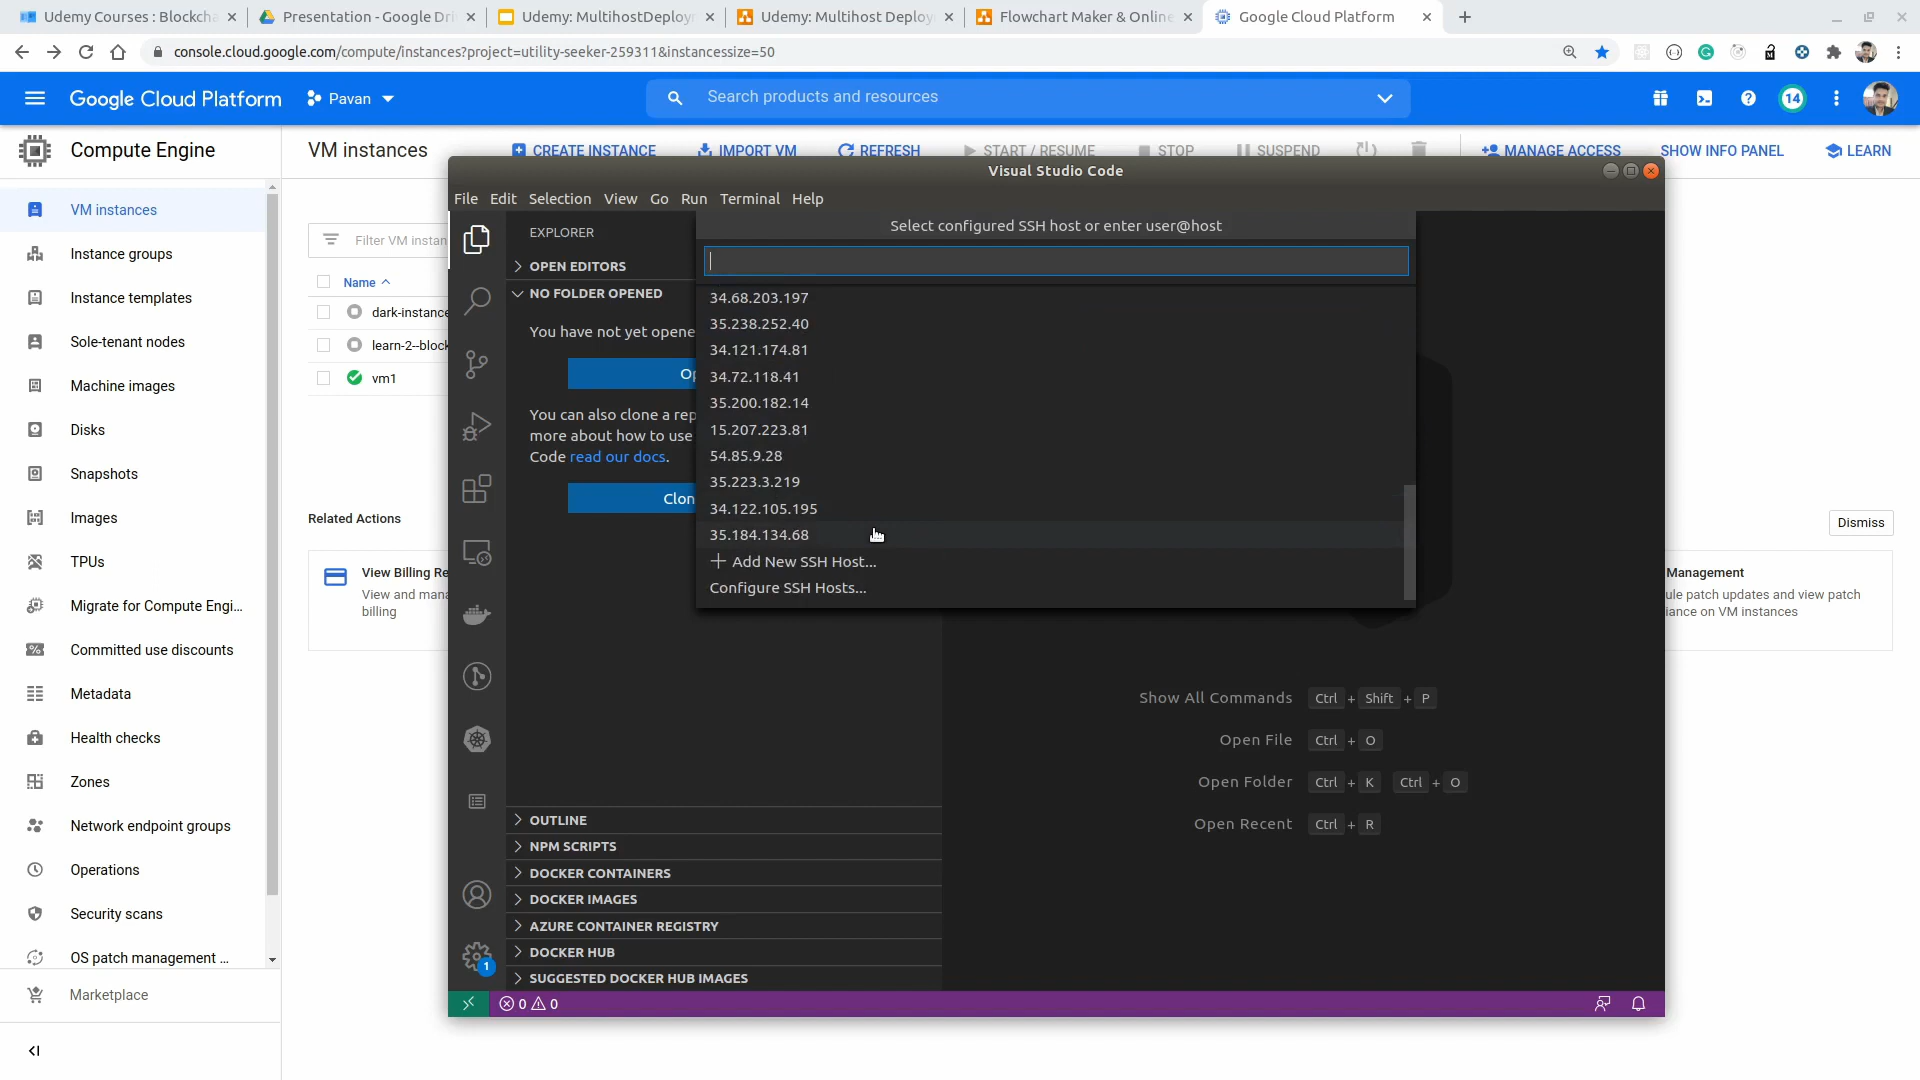 Udemy Courses : Blockcha
Presentation - Google Dri
Udemy: MultihostDeploym
Udemy: Multihost Deploy
Flowchart Maker & Online
Google Cloud Platform
console.cloud.google.com/compute/instances?project=utility-seeker-259311&instancessize=50
Google Cloud Platform
Pavan
Search products and resources
14
Compute Engine
VM instances
CREATE INSTANCE
IMPORT VM
REFRESH
START / RESUME
STOP
SUSPEND
MANAGE ACCESS
SHOW INFO PANEL
LEARN
VM instances
Instance groups
Instance templates
Sole-tenant nodes
Machine images
Disks
Snapshots
Images
TPUs
Migrate for Compute Engi...
Committed use discounts
Metadata
Health checks
Zones
Network endpoint groups
Operations
Security scans
OS patch management ...
Marketplace
Filter VM instan
Name
dark-instance
learn-2--block
vm1
Related Actions
Dismiss
View Billing Re
View and mana
billing
Management
ule patch updates and view patch
iance on VM instances
Visual Studio Code
File Edit Selection View Go Run Terminal Help
EXPLORER
OPEN EDITORS
NO FOLDER OPENED
You have not yet opene
Op
You can also clone a rep
more about how to use
Code read our docs.
Clon
OUTLINE
NPM SCRIPTS
DOCKER CONTAINERS
DOCKER IMAGES
AZURE CONTAINER REGISTRY
DOCKER HUB
SUGGESTED DOCKER HUB IMAGES
1
0 0
Select configured SSH host or enter user@host
34.68.203.197
35.238.252.40
34.121.174.81
34.72.118.41
35.200.182.14
15.207.223.81
54.85.9.28
35.223.3.219
34.122.105.195
35.184.134.68
+ Add New SSH Host...
Configure SSH Hosts...
Show All Commands Ctrl + Shift + P
Open File Ctrl + O
Open Folder Ctrl + K Ctrl + O
Open Recent Ctrl + R